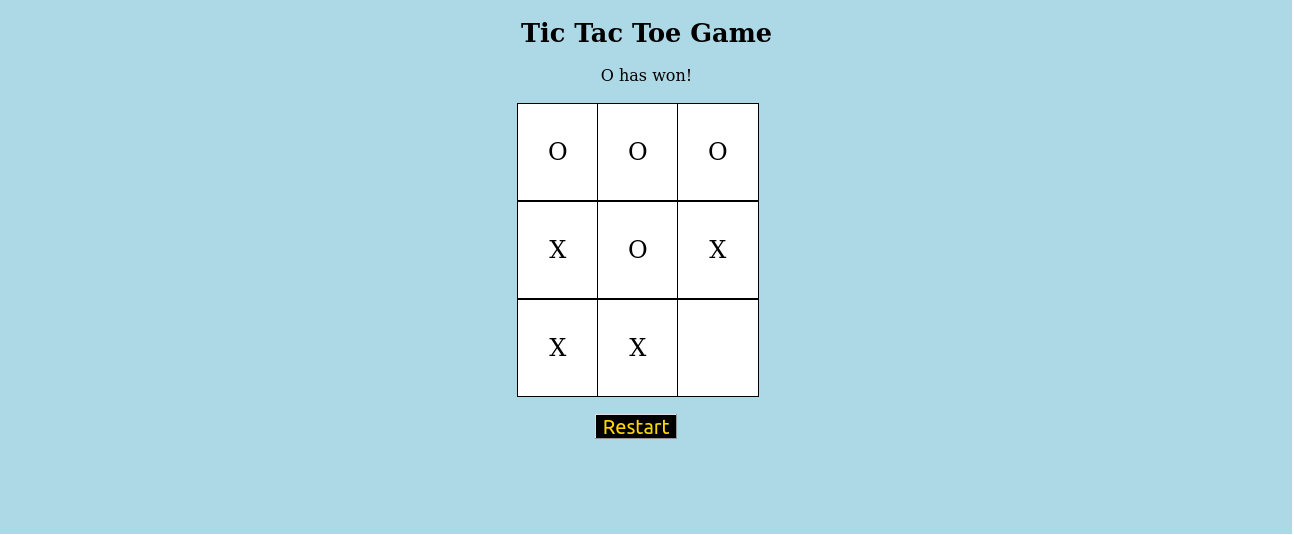 Tic Tac Toe Game
O has won!
O O O
X O X
X X
Restart